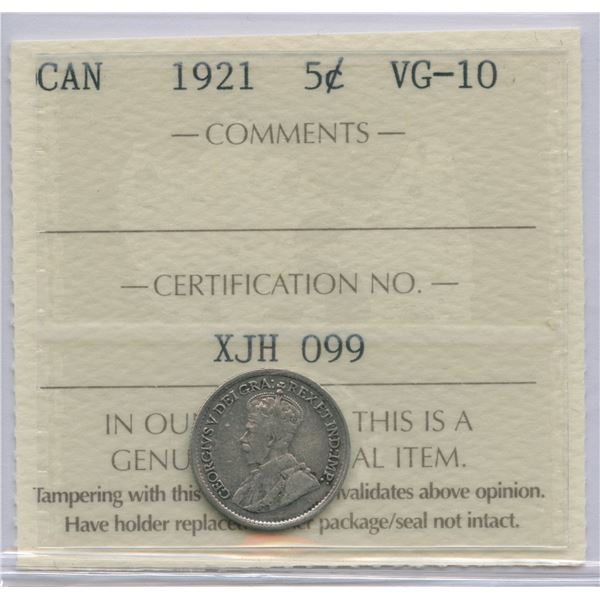 CAN 1921 5¢ VG-10
— COMMENTS —
— CERTIFICATION NO. —
XJH 099
GEORGIVS V DEI GRA: REX ET IND:IMP:
IN OU THIS IS A
GENU AL ITEM.
Tampering with this validates above opinion.
Have holder replace package/seal not intact.